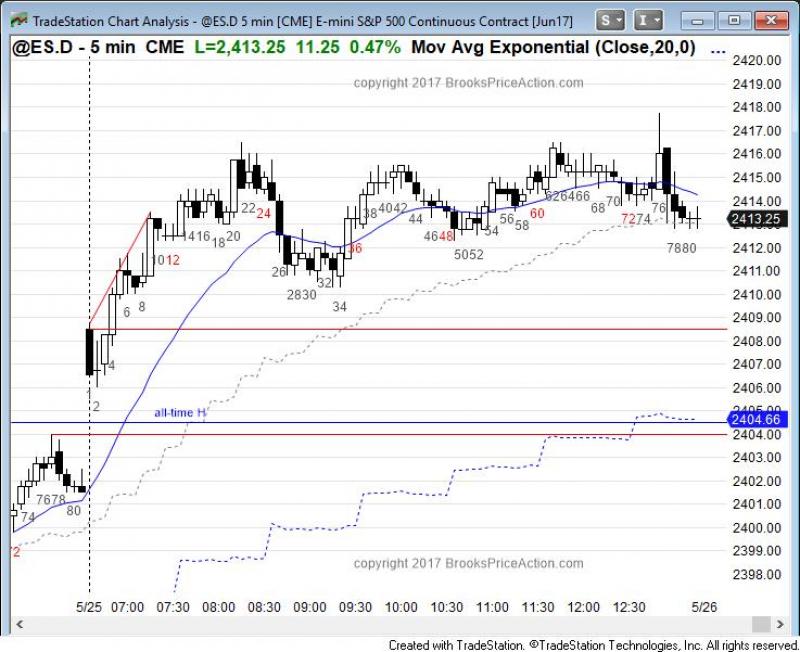 TradeStation Chart Analysis - @ES.D 5 min [CME] E-mini S&P 500 Continuous Contract [Jun17]
S
I
@ES.D - 5 min CME L=2,413.25 11.25 0.47% Mov Avg Exponential (Close,20,0) ...
copyright 2017 BrooksPriceAction.com
2420.00
2419.00
2418.00
2417.00
2416.00
2415.00
2414.00
2413.25
2412.00
2411.00
2410.00
2409.00
2408.00
2407.00
2406.00
2404.66
2404.00
2403.00
2402.00
2401.00
2400.00
2399.00
2398.00
72 74 7678 80
2 4 6 8 10 12 1416 18 20 22 24 26 2830 32 34 36 38 4042 44 4648 5052 54 56 58 60 626466 68 70 7274 76 7880
all-time H
copyright 2017 BrooksPriceAction.com
5/25 07:00 07:30 08:00 08:30 09:00 09:30 10:00 10:30 11:00 11:30 12:00 12:30 5/26
Created with TradeStation. ©TradeStation Technologies, Inc. All rights reserved.